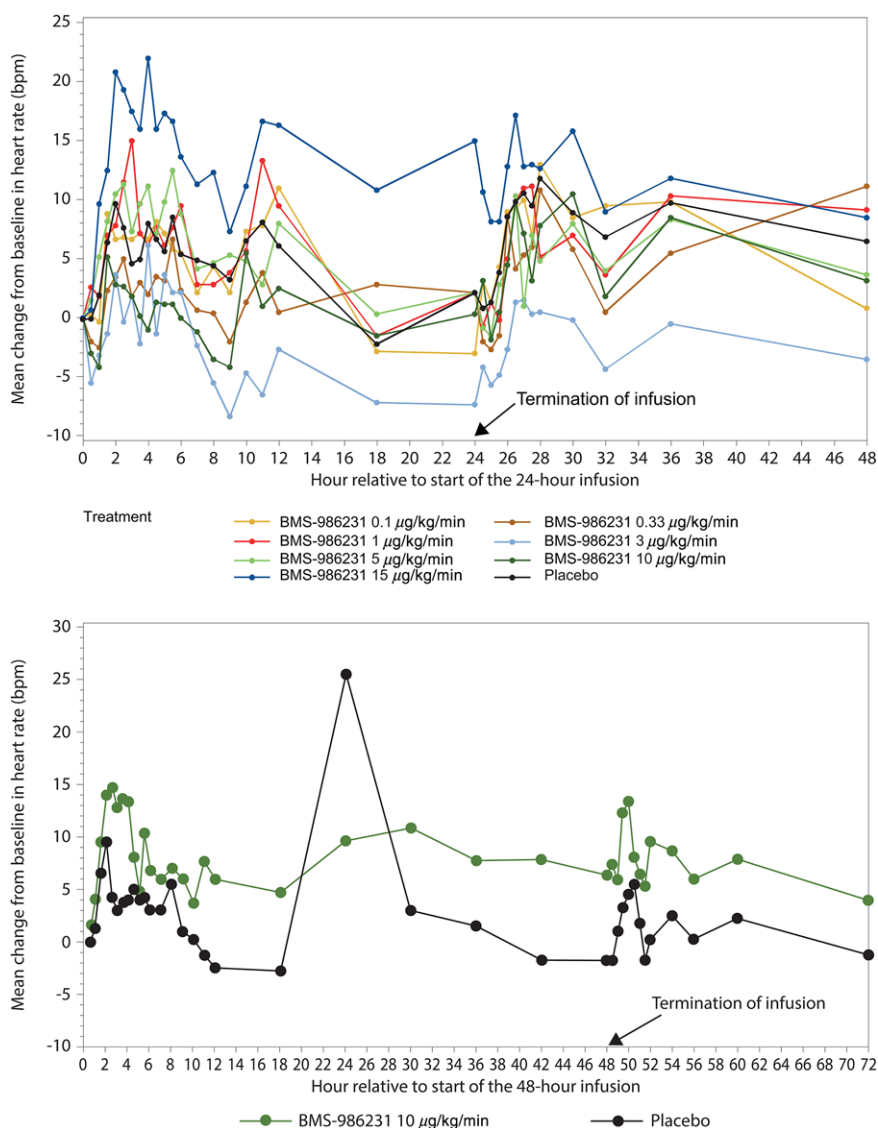 Mean change from baseline in heart rate (bpm)
25
20
15
10
5
0
-5
-10
Termination of infusion
0 2 4 6 8 10 12 14 16 18 20 22 24 26 28 30 32 34 36 38 40 42 44 46 48
Hour relative to start of the 24-hour infusion
Treatment
BMS-986231 0.1 µg/kg/min BMS-986231 0.33 µg/kg/min
BMS-986231 1 µg/kg/min BMS-986231 3 µg/kg/min
BMS-986231 5 µg/kg/min BMS-986231 10 µg/kg/min
BMS-986231 15 µg/kg/min Placebo
Mean change from baseline in heart rate (bpm)
30
25
20
15
10
5
0
-5
-10
Termination of infusion
0 2 4 6 8 10 12 14 16 18 20 22 24 26 28 30 32 34 36 38 40 42 44 46 48 50 52 54 56 58 60 62 64 66 68 70 72
Hour relative to start of the 48-hour infusion
BMS-986231 10 µg/kg/min Placebo